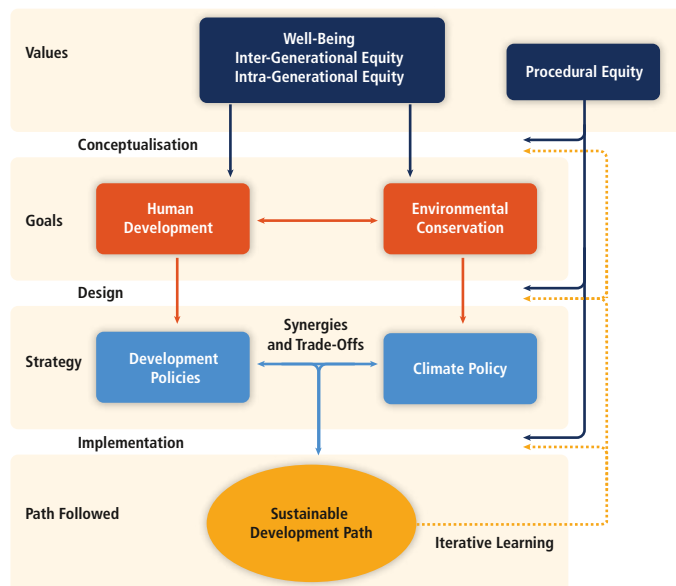 Values
Well-Being
Inter-Generational Equity
Intra-Generational Equity
Procedural Equity
Conceptualisation
Goals
Human
Development
Environmental
Conservation
Design
Strategy
Development
Policies
Synergies
and Trade-Offs
Climate Policy
Implementation
Path Followed
Sustainable
Development Path
Iterative Learning